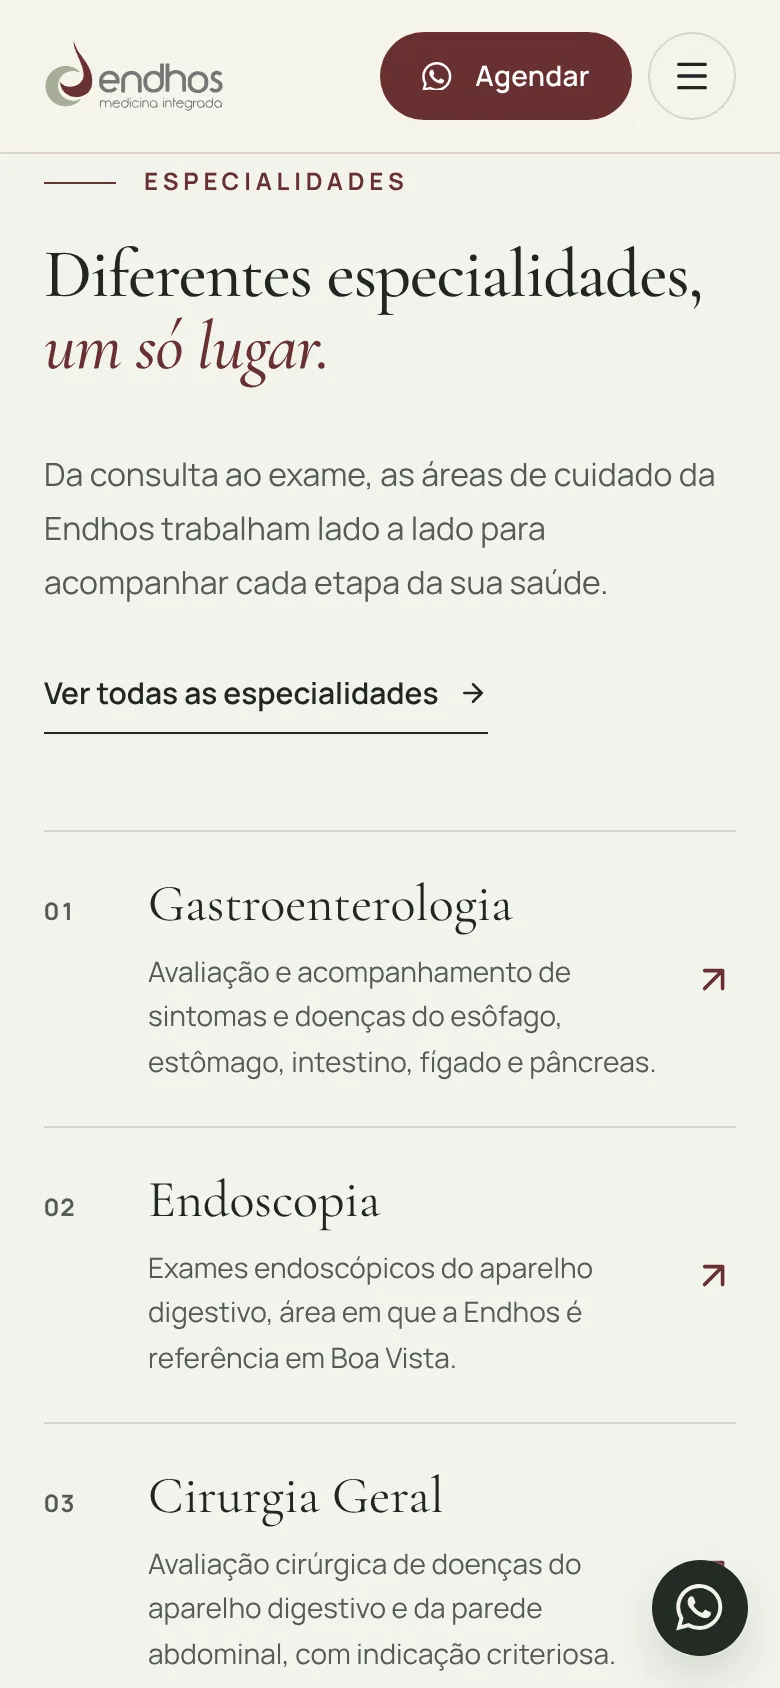 endhos
medicina integrada
Agendar
ESPECIALIDADES
Diferentes especialidades,
um só lugar.
Da consulta ao exame, as áreas de cuidado da
Endhos trabalham lado a lado para
acompanhar cada etapa da sua saúde.
Ver todas as especialidades →
01
Gastroenterologia
Avaliação e acompanhamento de
sintomas e doenças do esôfago,
estômago, intestino, fígado e pâncreas.
02
Endoscopia
Exames endoscópicos do aparelho
digestivo, área em que a Endhos é
referência em Boa Vista.
03
Cirurgia Geral
Avaliação cirúrgica de doenças do
aparelho digestivo e da parede
abdominal, com indicação criteriosa.